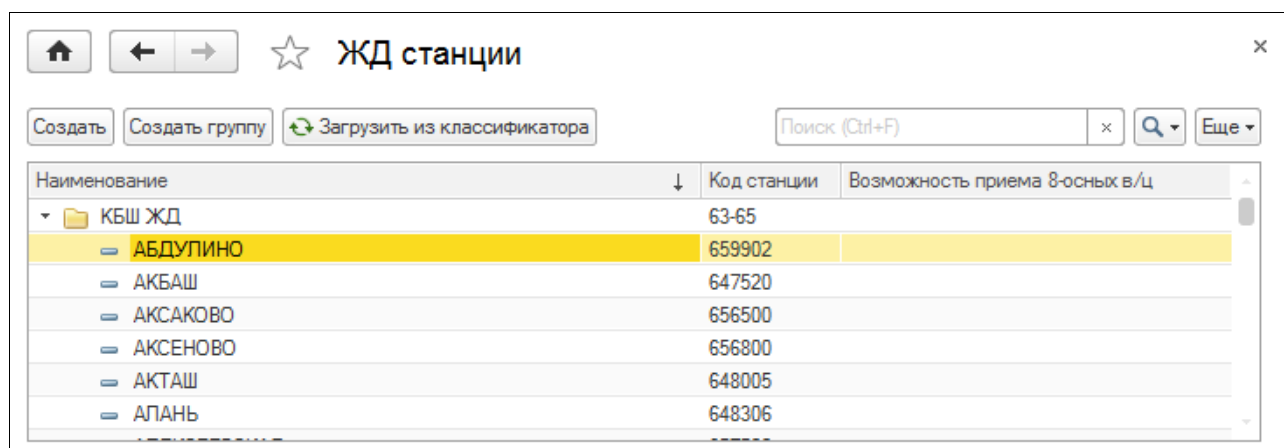 ЖД станции
Создать Создать группу Загрузить из классификатора Поиск (Ctrl+F) Еще
Наименование Код станции Возможность приема 8-осных в/ц
КБШ ЖД 63-65
АБДУЛИНО 659902
АКБАШ 647520
АКСАКОВО 656500
АКСЕНОВО 656800
АКТАШ 648005
АПАНЬ 648306